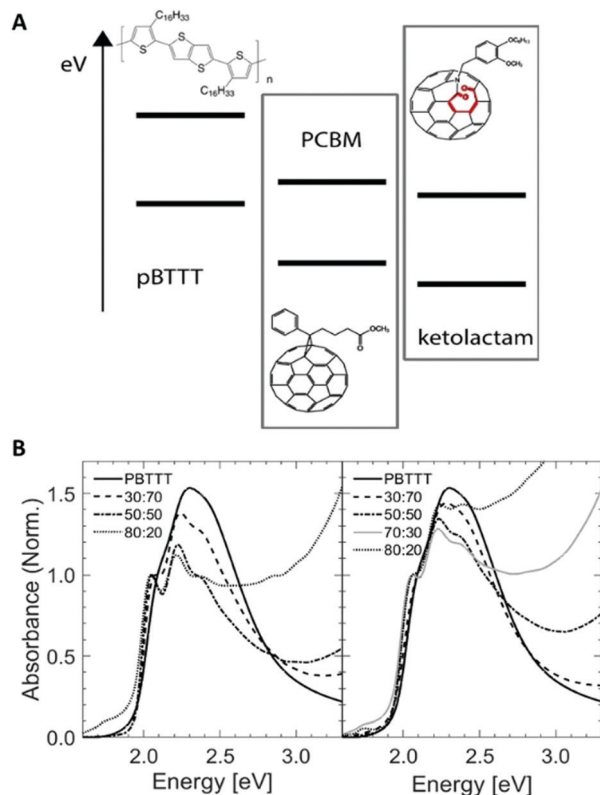 A
eV
C₁₆H₃₃
S
S
S
S
n
C₁₆H₃₃
pBTTT
PCBM
OCH₃
O
OC₆H₁₃
OCH₃
N
O
O
ketolactam
B
Absorbance (Norm.)
1.5
1.0
0.5
0.0
PBTTT
30:70
50:50
80:20
2.0
2.5
3.0
Energy [eV]
PBTTT
30:70
50:50
70:30
80:20
2.0
2.5
3.0
Energy [eV]